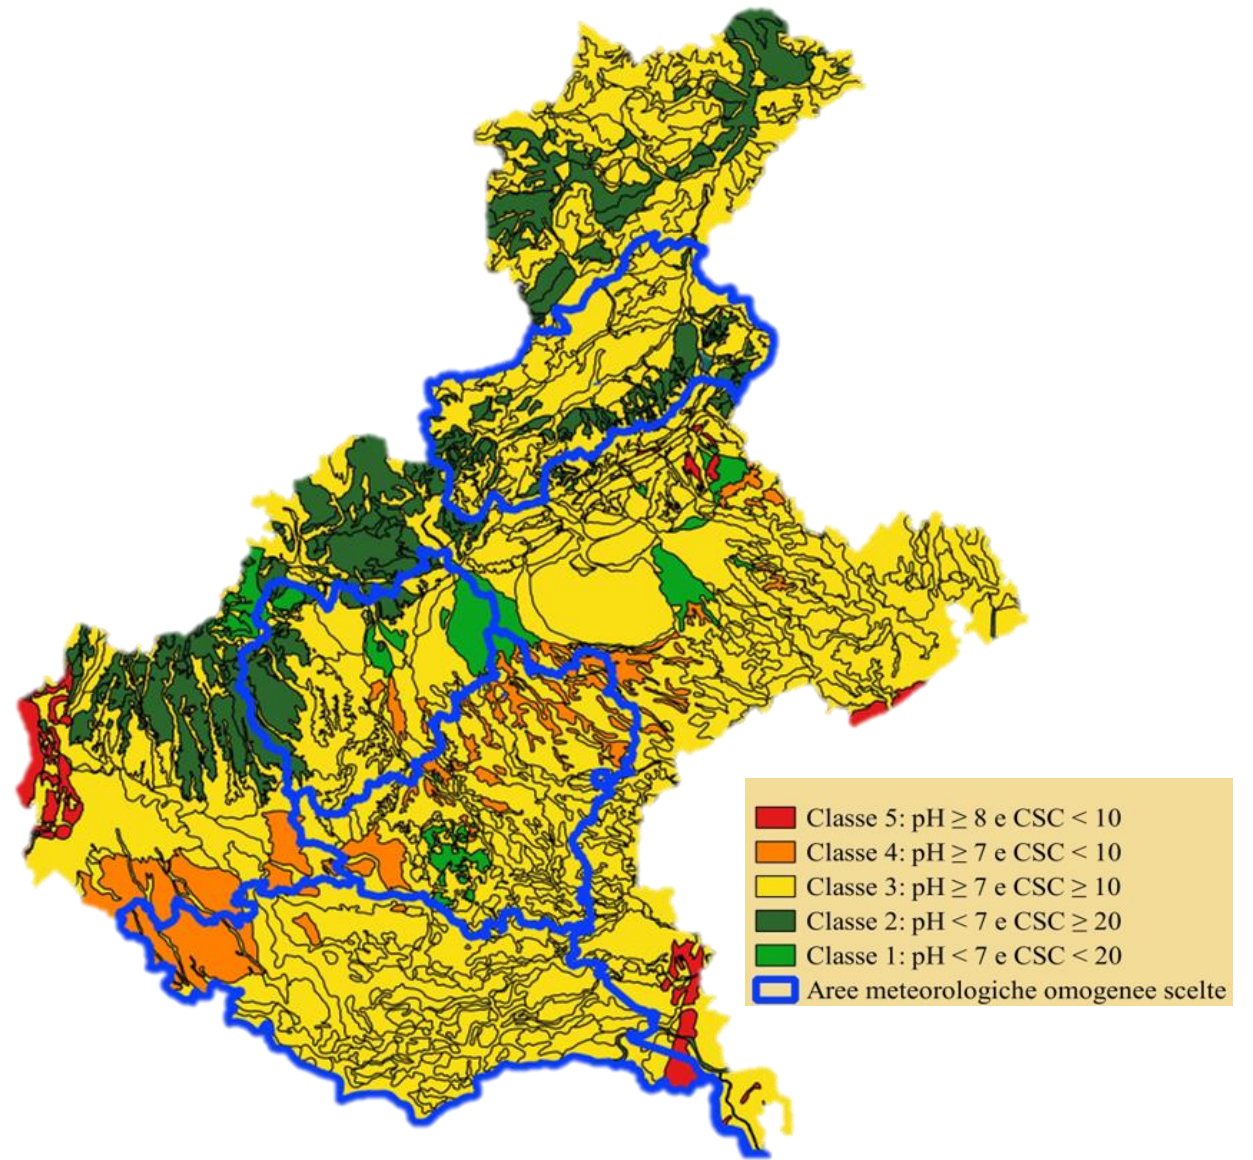 Classe 5: pH ≥ 8 e CSC < 10
Classe 4: pH ≥ 7 e CSC < 10
Classe 3: pH ≥ 7 e CSC ≥ 10
Classe 2: pH < 7 e CSC ≥ 20
Classe 1: pH < 7 e CSC < 20
Aree meteorologiche omogenee scelte